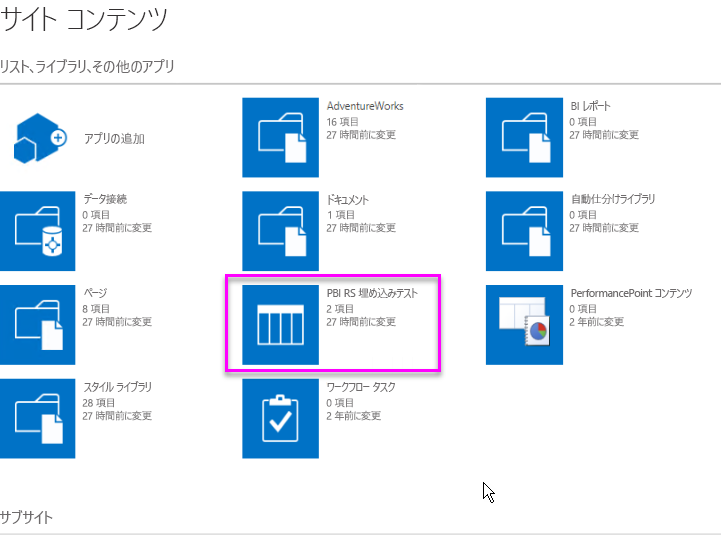 サイト コンテンツ
リスト、ライブラリ、その他のアプリ
アプリの追加
AdventureWorks
16 項目
27 時間前に変更
BI レポート
0 項目
27 時間前に変更
データ接続
0 項目
27 時間前に変更
ドキュメント
1 項目
27 時間前に変更
自動仕分けライブラリ
0 項目
27 時間前に変更
ページ
8 項目
27 時間前に変更
PBI RS 埋め込みテスト
2 項目
27 時間前に変更
PerformancePoint コンテンツ
0 項目
2 年前に変更
スタイル ライブラリ
28 項目
27 時間前に変更
ワークフロー タスク
0 項目
2 年前に変更
サブサイト